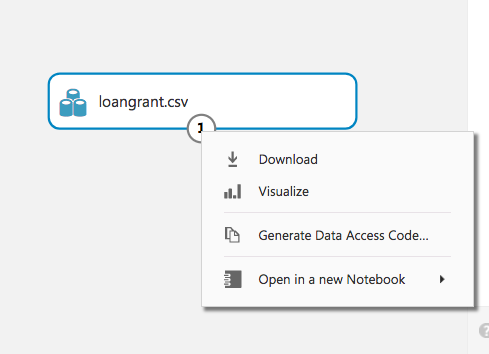 loangrant.csv
1
Download
Visualize
Generate Data Access Code...
Open in a new Notebook
?